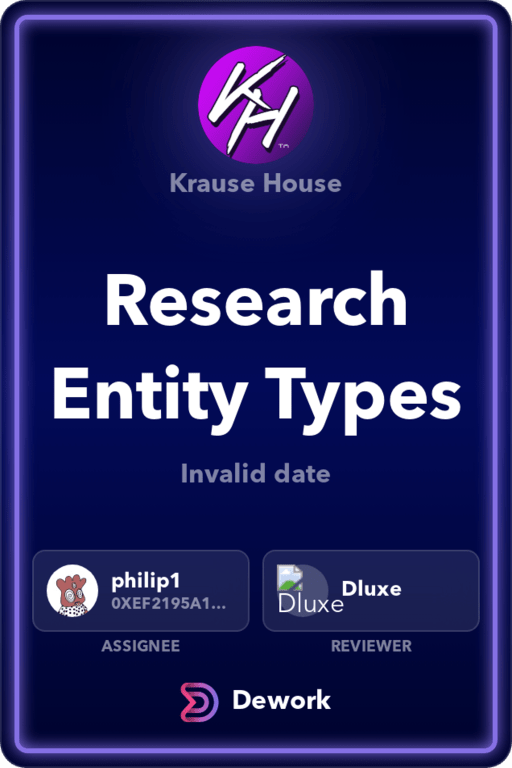 KH
Krause House
Research
Entity Types
Invalid date
philip1
0XEF2195A1...
Dluxe
Dluxe
ASSIGNEE
REVIEWER
Dework